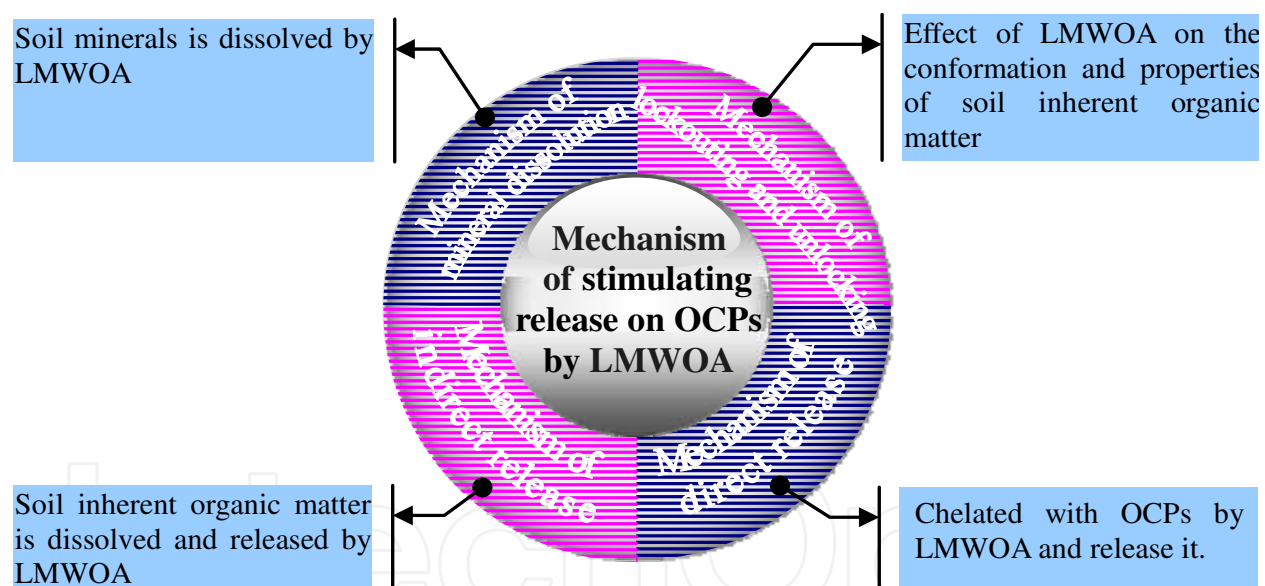 Soil minerals is dissolved by
LMWOA
Effect of LMWOA on the
conformation and properties
of soil inherent organic
matter
Mechanism of
mineral dissolution
Mechanism of
lockouing and unlocking
Mechanism
of stimulating
release on OCPs
by LMWOA
Mechanism of
indirect release
Mechanism of
direct release
Soil inherent organic matter
is dissolved and released by
LMWOA
Chelated with OCPs by
LMWOA and release it.